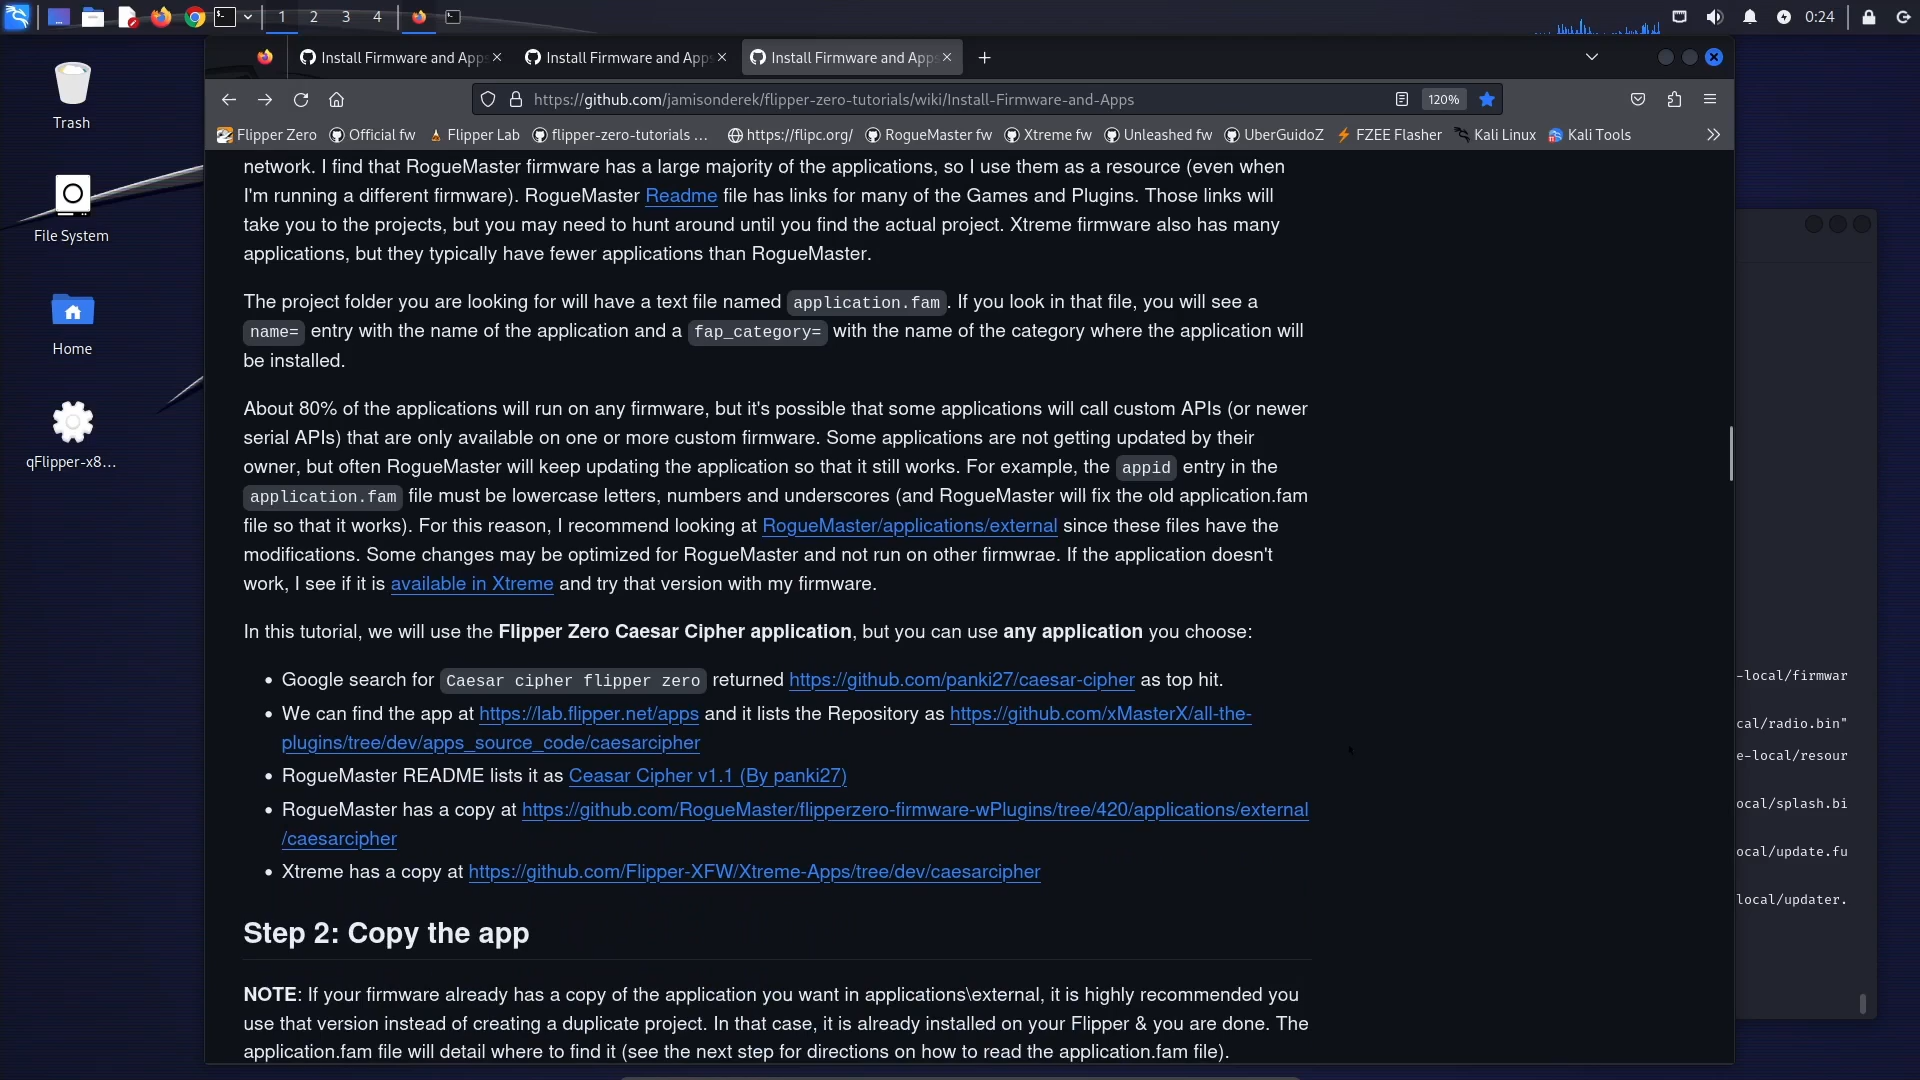 1 2 3 4
0:24
Install Firmware and Apps
Install Firmware and Apps
Install Firmware and Apps
https://github.com/jamisonderek/flipper-zero-tutorials/wiki/Install-Firmware-and-Apps
120%
Flipper Zero
Official fw
Flipper Lab
flipper-zero-tutorials ...
https://flipc.org/
RogueMaster fw
Xtreme fw
Unleashed fw
UberGuidoZ
FZEE Flasher
Kali Linux
Kali Tools
Trash
File System
Home
qFlipper-x8...
network. I find that RogueMaster firmware has a large majority of the applications, so I use them as a resource (even when
I'm running a different firmware). RogueMaster Readme file has links for many of the Games and Plugins. Those links will
take you to the projects, but you may need to hunt around until you find the actual project. Xtreme firmware also has many
applications, but they typically have fewer applications than RogueMaster.
The project folder you are looking for will have a text file named application.fam. If you look in that file, you will see a
name= entry with the name of the application and a fap_category= with the name of the category where the application will
be installed.
About 80% of the applications will run on any firmware, but it's possible that some applications will call custom APIs (or newer
serial APIs) that are only available on one or more custom firmware. Some applications are not getting updated by their
owner, but often RogueMaster will keep updating the application so that it still works. For example, the appid entry in the
application.fam file must be lowercase letters, numbers and underscores (and RogueMaster will fix the old application.fam
file so that it works). For this reason, I recommend looking at RogueMaster/applications/external since these files have the
modifications. Some changes may be optimized for RogueMaster and not run on other firmwrae. If the application doesn't
work, I see if it is available in Xtreme and try that version with my firmware.
In this tutorial, we will use the Flipper Zero Caesar Cipher application, but you can use any application you choose:
• Google search for Caesar cipher flipper zero returned https://github.com/panki27/caesar-cipher as top hit.
• We can find the app at https://lab.flipper.net/apps and it lists the Repository as https://github.com/xMasterX/all-the-
plugins/tree/dev/apps_source_code/caesarcipher
• RogueMaster README lists it as Ceasar Cipher v1.1 (By panki27)
• RogueMaster has a copy at https://github.com/RogueMaster/flipperzero-firmware-wPlugins/tree/420/applications/external
/caesarcipher
• Xtreme has a copy at https://github.com/Flipper-XFW/Xtreme-Apps/tree/dev/caesarcipher
Step 2: Copy the app
NOTE: If your firmware already has a copy of the application you want in applications\external, it is highly recommended you
use that version instead of creating a duplicate project. In that case, it is already installed on your Flipper & you are done. The
application.fam file will detail where to find it (see the next step for directions on how to read the application.fam file).
-local/firmwar
cal/radio.bin"
e-local/resour
ocal/splash.bi
ocal/update.fu
local/updater.